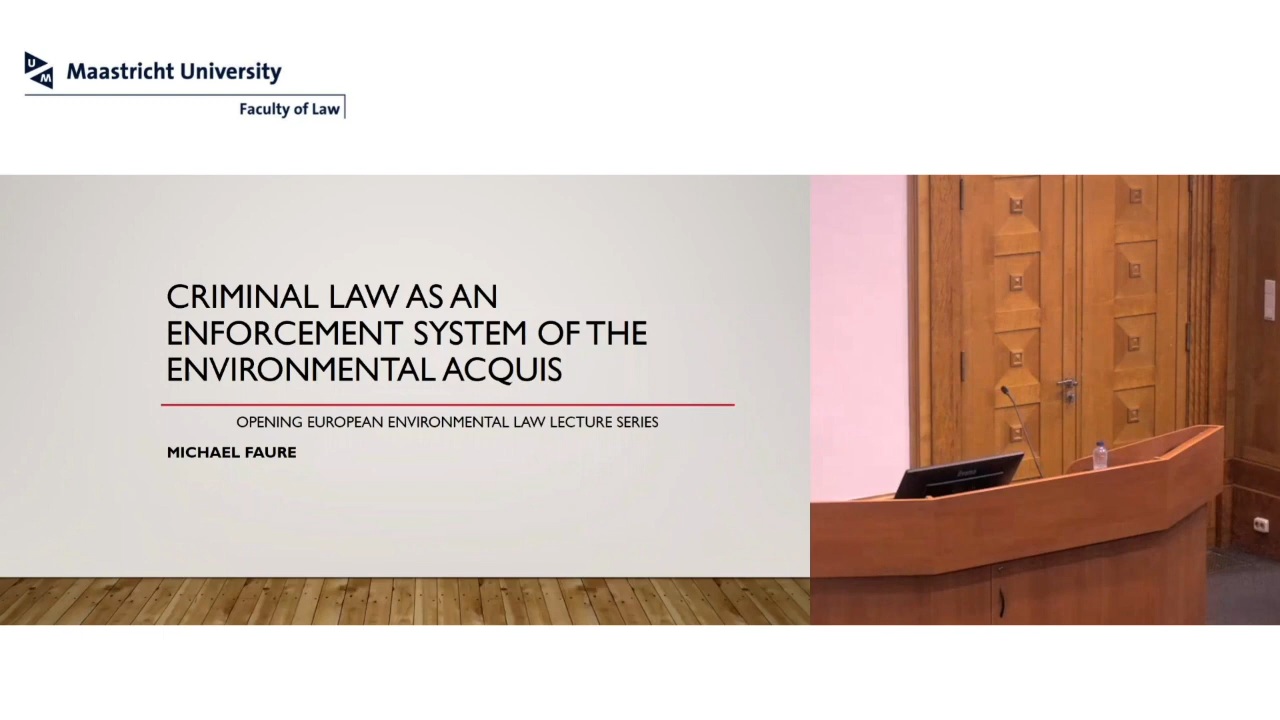 U
M
Maastricht University
Faculty of Law
CRIMINAL LAW AS AN
ENFORCEMENT SYSTEM OF THE
ENVIRONMENTAL ACQUIS
OPENING EUROPEAN ENVIRONMENTAL LAW LECTURE SERIES
MICHAEL FAURE